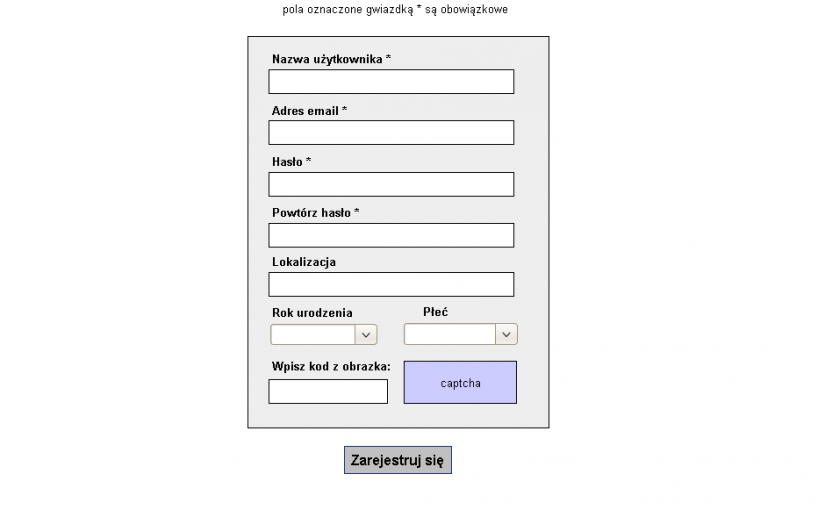 pola oznaczone gwiazdką * są obowiązkowe
Nazwa użytkownika *
Adres email *
Hasło *
Powtórz hasło *
Lokalizacja
Rok urodzenia Płeć
Wpisz kod z obrazka: captcha
Zarejestruj się